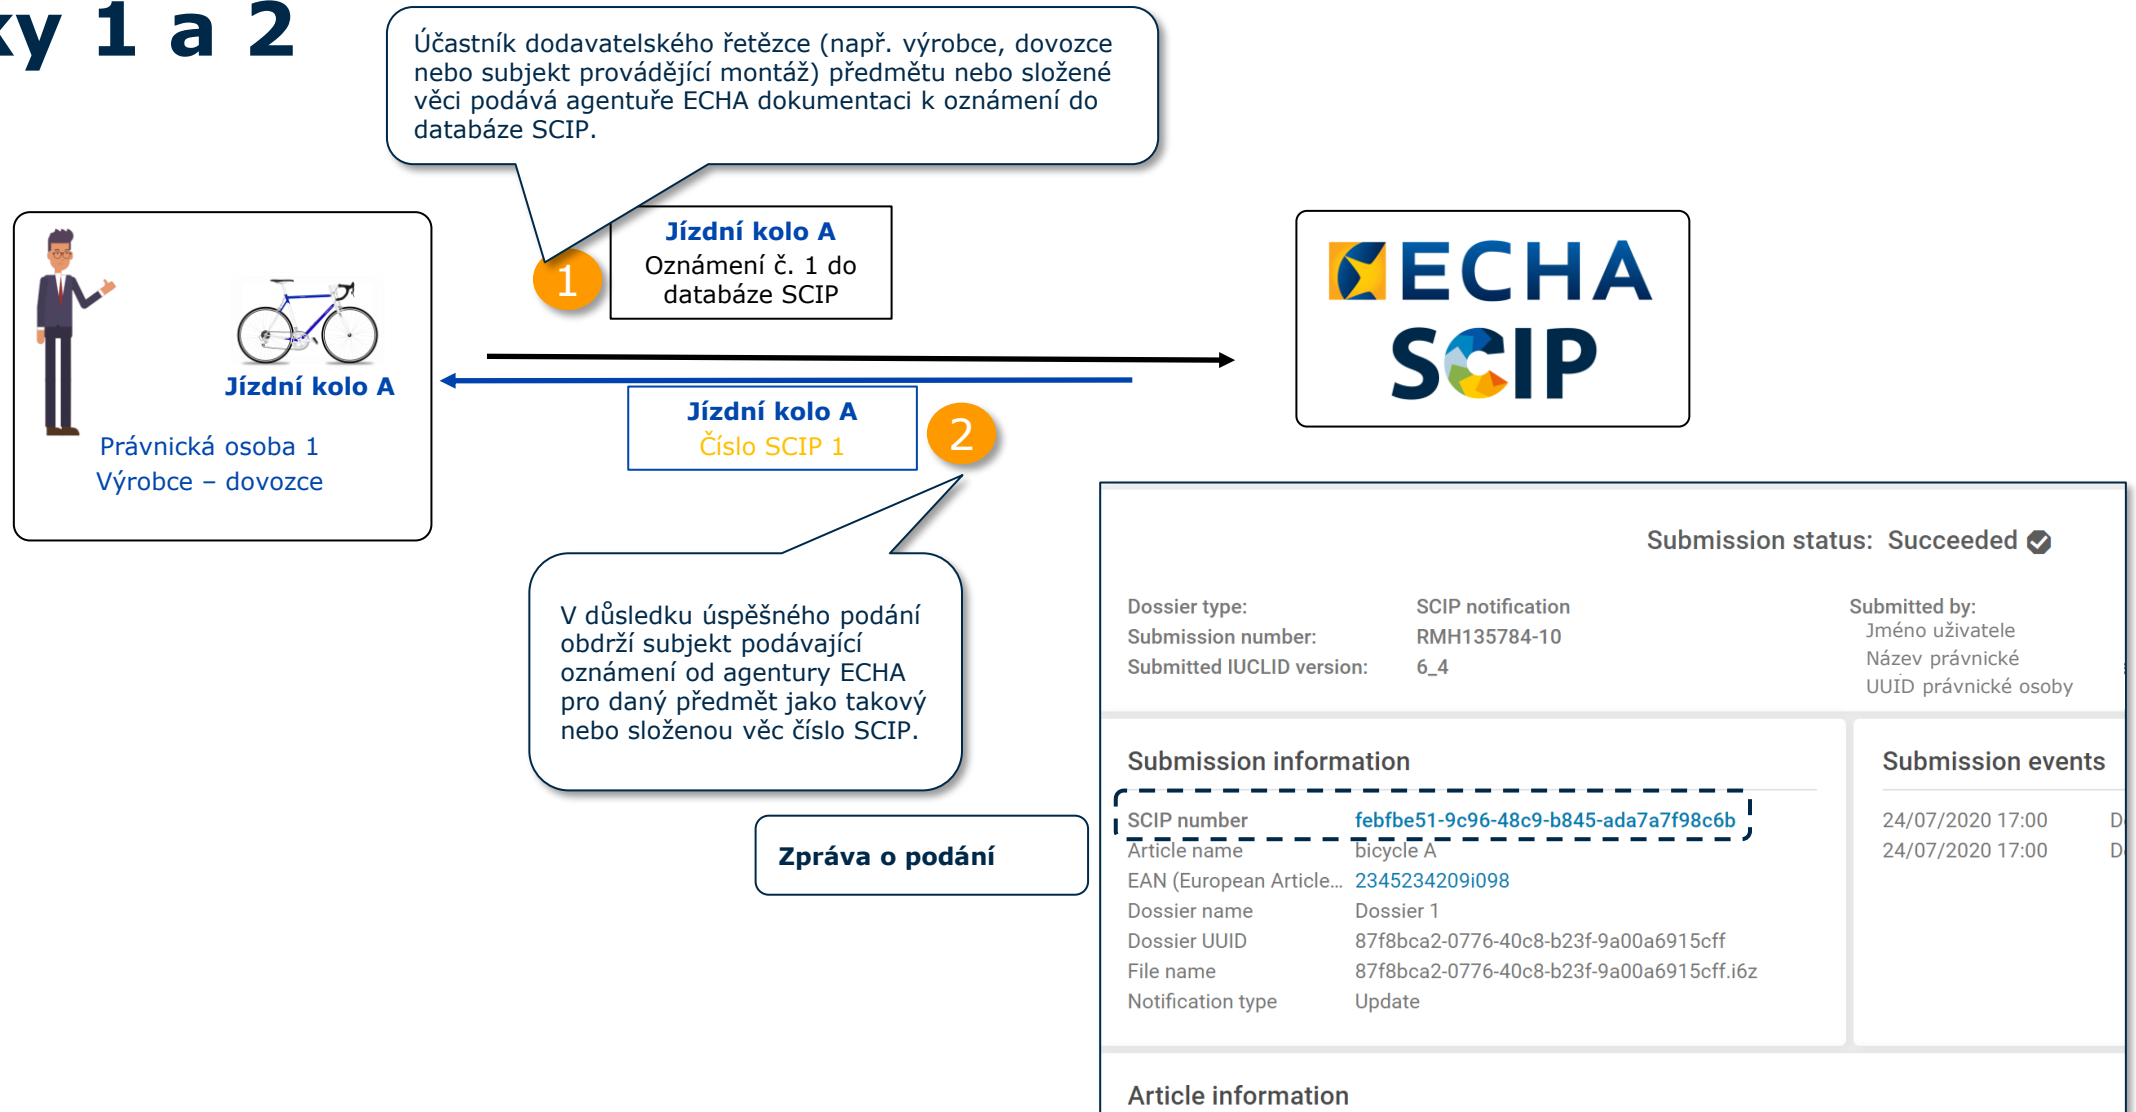 ky 1 a 2
Účastník dodavatelského řetězce (např. výrobce, dovozce
nebo subjekt provádějící montáž) předmětu nebo složené
věci podává agentuře ECHA dokumentaci k oznámení do
databáze SCIP.
1
Jízdní kolo A
Oznámení č. 1 do
databáze SCIP
ECHA
SCIP
Jízdní kolo A
Právnická osoba 1
Výrobce – dovozce
Jízdní kolo A
Číslo SCIP 1
2
V důsledku úspěšného podání
obdrží subjekt podávající
oznámení od agentury ECHA
pro daný předmět jako takový
nebo složenou věc číslo SCIP.
Zpráva o podání
Submission status: Succeeded
Dossier type: SCIP notification
Submission number: RMH135784-10
Submitted IUCLID version: 6_4
Submitted by:
Jméno uživatele
Název právnické
UUID právnické osoby
Submission information
SCIP number febfbe51-9c96-48c9-b845-ada7a7f98c6b
Article name bicycle A
EAN (European Article... 2345234209i098
Dossier name Dossier 1
Dossier UUID 87f8bca2-0776-40c8-b23f-9a00a6915cff
File name 87f8bca2-0776-40c8-b23f-9a00a6915cff.i6z
Notification type Update
Submission events
24/07/2020 17:00
24/07/2020 17:00
Article information